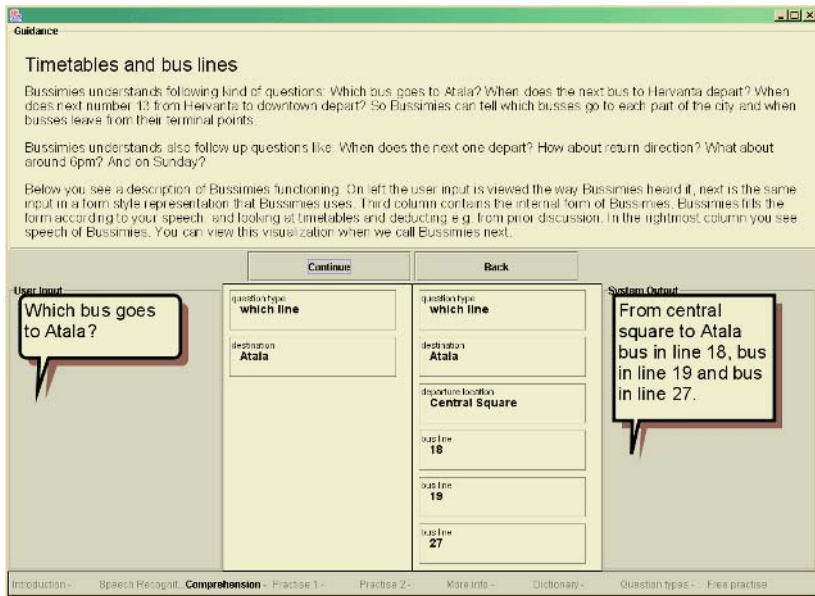 Guidance
Timetables and bus lines
Bussimies understands following kind of questions: Which bus goes to Atala? When does the next bus to Hervanta depart? When
does next number 13 from Hervanta to downtown depart? So Bussimies can tell which busses go to each part of the city and when
busses leave from their terminal points.
Bussimies understands also follow up questions like: When does the next one depart? How about return direction? What about
around 6pm? And on Sunday?
Below you see a description of Bussimies functioning. On left the user input is viewed the way Bussimies heard it, next is the same
input in a form style representation that Bussimies uses. Third column contains the internal form of Bussimies. Bussimies fills the
form according to your speech, and looking at timetables and deducting e.g. from prior discussion. In the rightmost column you see
speech of Bussimies. You can view this visualization when we call Bussimies next.
Continue
Back
User Input
Which bus goes
to Atala?
question type
which line
destination
Atala
question type
which line
destination
Atala
departure location
Central Square
bus line
18
bus line
19
bus line
27
System Output
From central
square to Atala
bus in line 18, bus
in line 19 and bus
in line 27.
Introduction - Speech Recognit... Comprehension - Practise 1 - Practise 2 - More info - Dictionary - Question types - Free practise